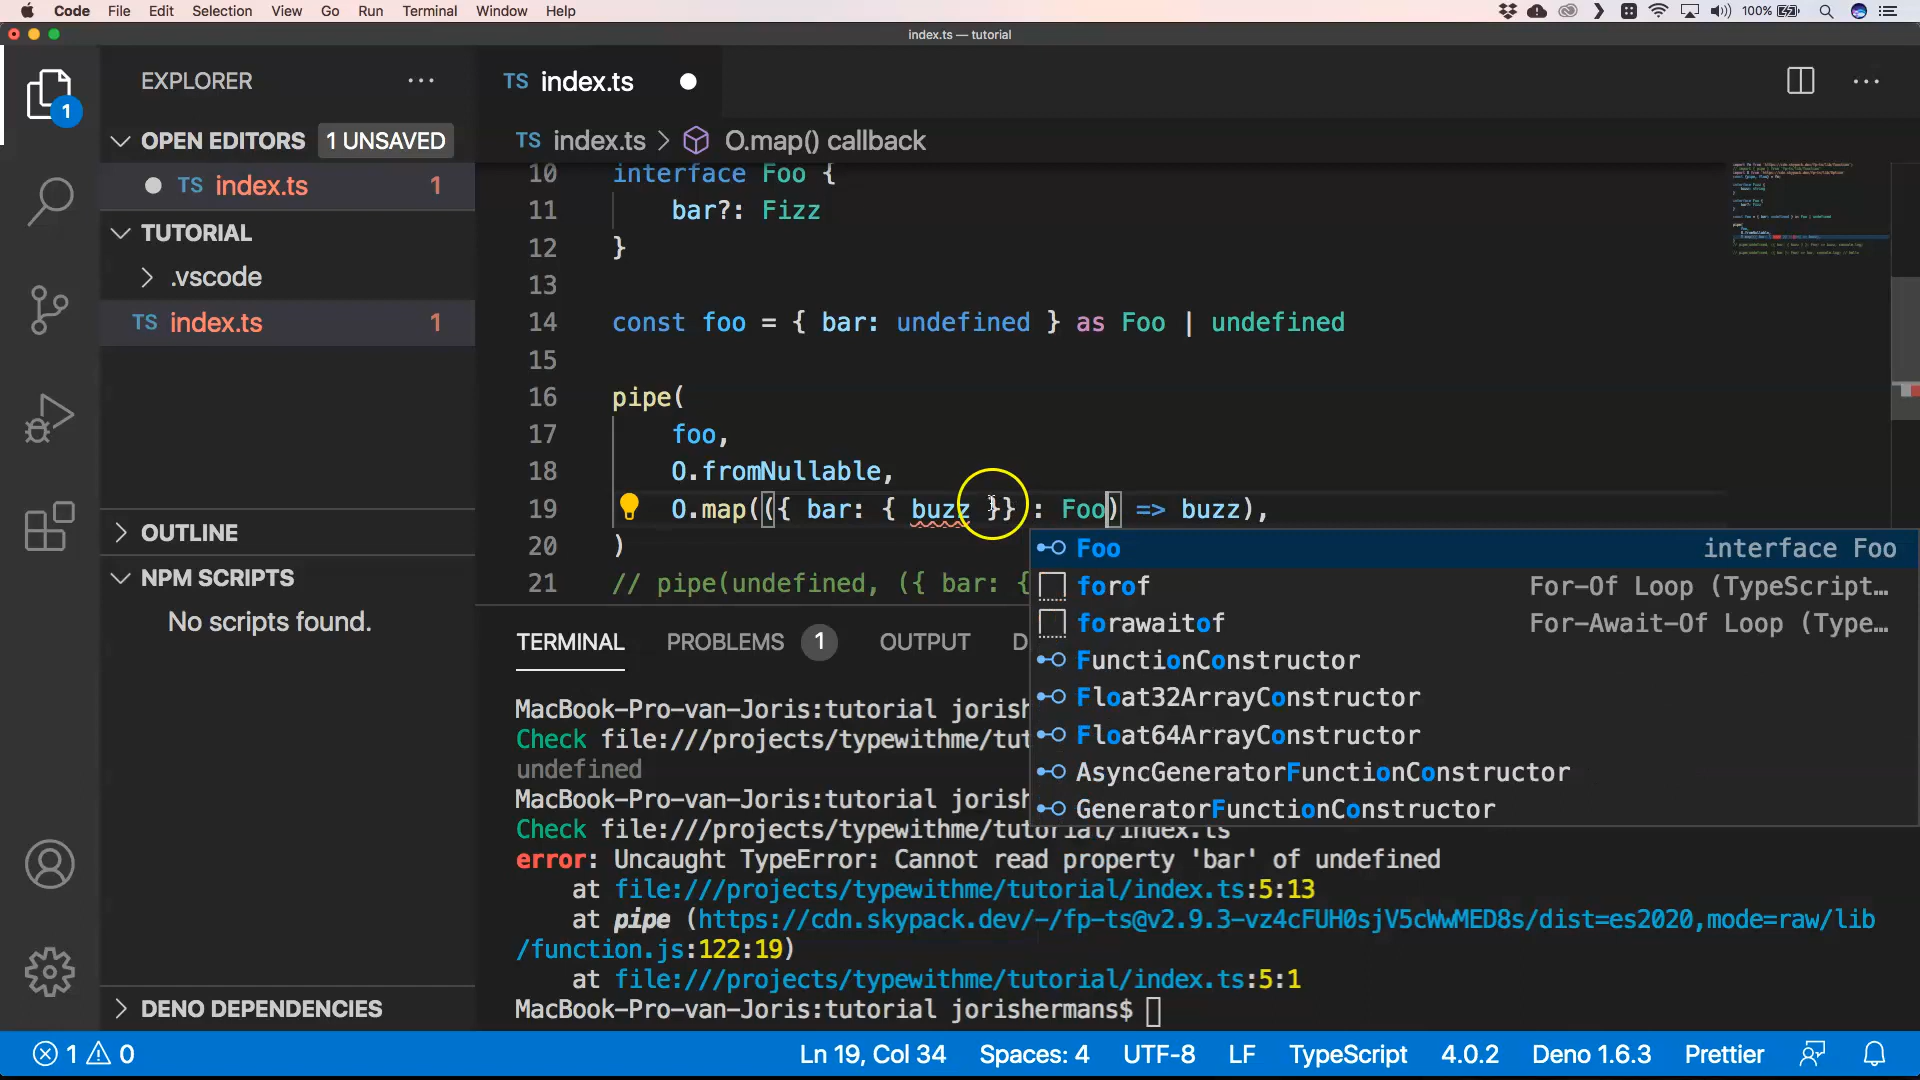 Code File Edit Selection View Go Run Terminal Window Help 100%
index.ts — tutorial
EXPLORER
OPEN EDITORS 1 UNSAVED
TS index.ts 1
TUTORIAL
.vscode
TS index.ts 1
OUTLINE
NPM SCRIPTS
No scripts found.
DENO DEPENDENCIES
1
TS index.ts
TS index.ts > O.map() callback
10 interface Foo {
11 bar?: Fizz
12 }
13
14 const foo = { bar: undefined } as Foo | undefined
15
16 pipe(
17 foo,
18 O.fromNullable,
19 O.map(({ bar: { buzz }} : Foo) => buzz),
20 )
21 // pipe(undefined, ({ bar: {
Foo interface Foo
forof For-Of Loop (TypeScript…
forawaitof For-Await-Of Loop (Type…
FunctionConstructor
Float32ArrayConstructor
Float64ArrayConstructor
AsyncGeneratorFunctionConstructor
GeneratorFunctionConstructor
TERMINAL PROBLEMS 1 OUTPUT D
MacBook-Pro-van-Joris:tutorial jorish
Check file:///projects/typewithme/tut
undefined
MacBook-Pro-van-Joris:tutorial jorish
Check file:///projects/typewithme/tutorial/index.ts
error: Uncaught TypeError: Cannot read property 'bar' of undefined
at file:///projects/typewithme/tutorial/index.ts:5:13
at pipe (https://cdn.skypack.dev/-/fp-ts@v2.9.3-vz4cFUH0sjV5cWwMED8s/dist=es2020,mode=raw/lib
/function.js:122:19)
at file:///projects/typewithme/tutorial/index.ts:5:1
MacBook-Pro-van-Joris:tutorial jorishermans$
1 0 Ln 19, Col 34 Spaces: 4 UTF-8 LF TypeScript 4.0.2 Deno 1.6.3 Prettier